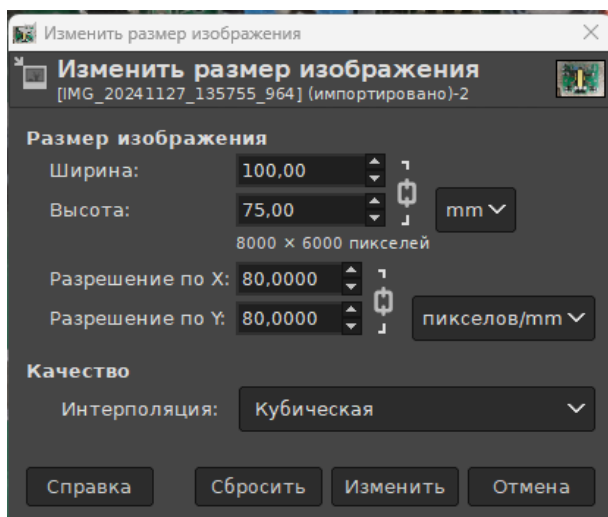 Изменить размер изображения
Изменить размер изображения
[IMG_20241127_135755_964] (импортировано)-2
Размер изображения
Ширина: 100,00
Высота: 75,00 mm
8000 × 6000 пикселей
Разрешение по X: 80,0000
Разрешение по Y: 80,0000 пикселов/mm
Качество
Интерполяция: Кубическая
Справка Сбросить Изменить Отмена